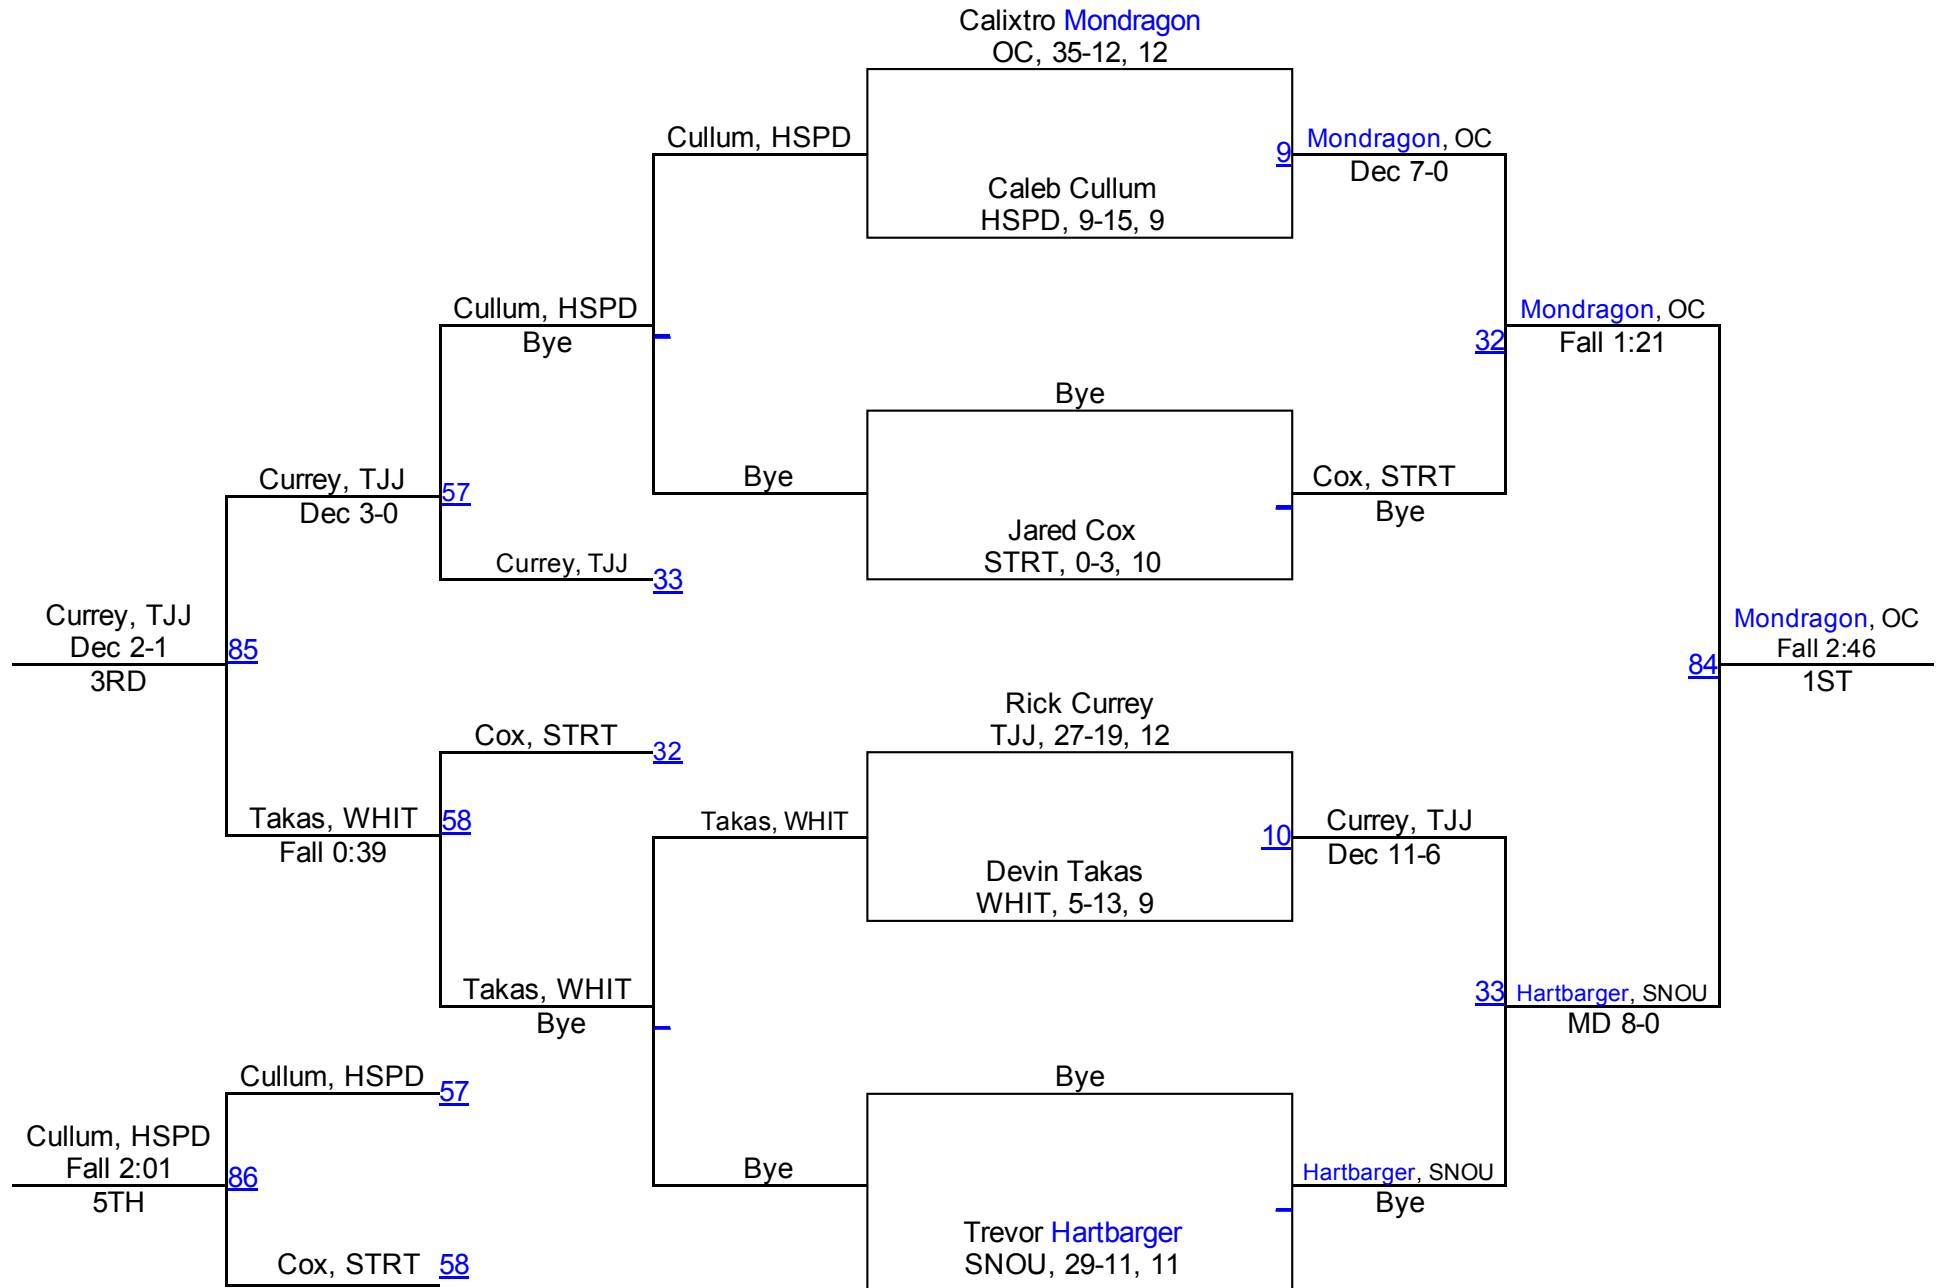 Calixtro Mondragon
OC, 35-12, 12
Cullum, HSPD
9
Mondragon, OC
Dec 7-0
Caleb Cullum
HSPD, 9-15, 9
Cullum, HSPD
Bye
Mondragon, OC
32
Fall 1:21
Bye
Currey, TJJ
Dec 3-0
57
Bye
Cox, STRT
Bye
Jared Cox
STRT, 0-3, 10
Currey, TJJ
33
Currey, TJJ
Dec 2-1
3RD
85
Mondragon, OC
Fall 2:46
1ST
84
Rick Currey
TJJ, 27-19, 12
Cox, STRT
32
Takas, WHIT
Fall 0:39
58
Takas, WHIT
10
Currey, TJJ
Dec 11-6
Devin Takas
WHIT, 5-13, 9
Takas, WHIT
Bye
33
Hartbarger, SNOU
MD 8-0
Cullum, HSPD
57
Bye
Cullum, HSPD
Fall 2:01
5TH
86
Bye
Hartbarger, SNOU
Bye
Trevor Hartbarger
SNOU, 29-11, 11
Cox, STRT
58